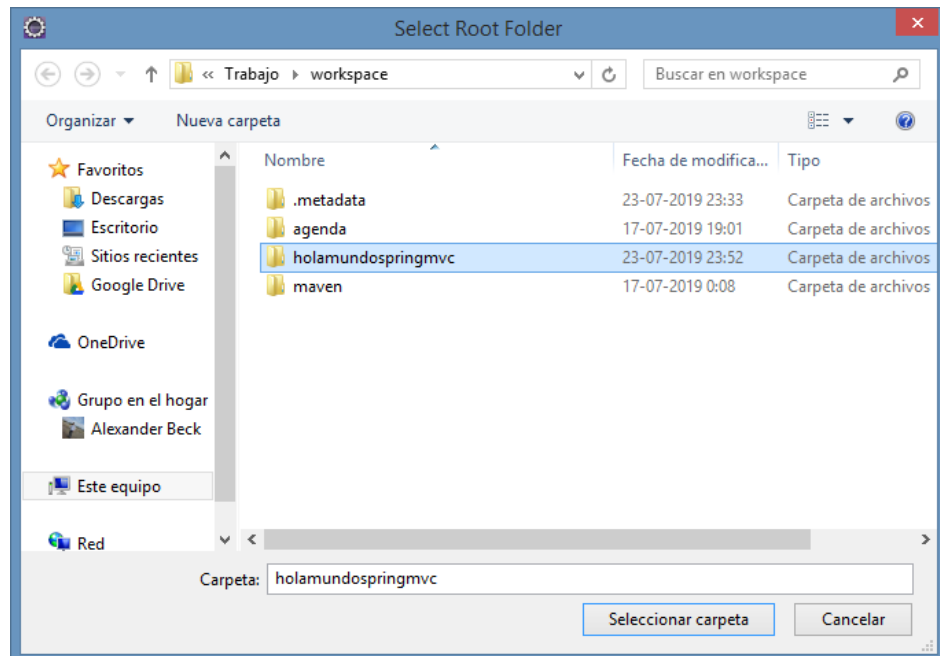 Select Root Folder
« Trabajo workspace Buscar en workspace
Organizar Nueva carpeta
Nombre Fecha de modifica... Tipo
Favoritos
Descargas
Escritorio
Sitios recientes
Google Drive
OneDrive
Grupo en el hogar
Alexander Beck
Este equipo
Red
.metadata 23-07-2019 23:33 Carpeta de archivos
agenda 17-07-2019 19:01 Carpeta de archivos
holamundospringmvc 23-07-2019 23:52 Carpeta de archivos
maven 17-07-2019 0:08 Carpeta de archivos
Carpeta: holamundospringmvc
Seleccionar carpeta Cancelar